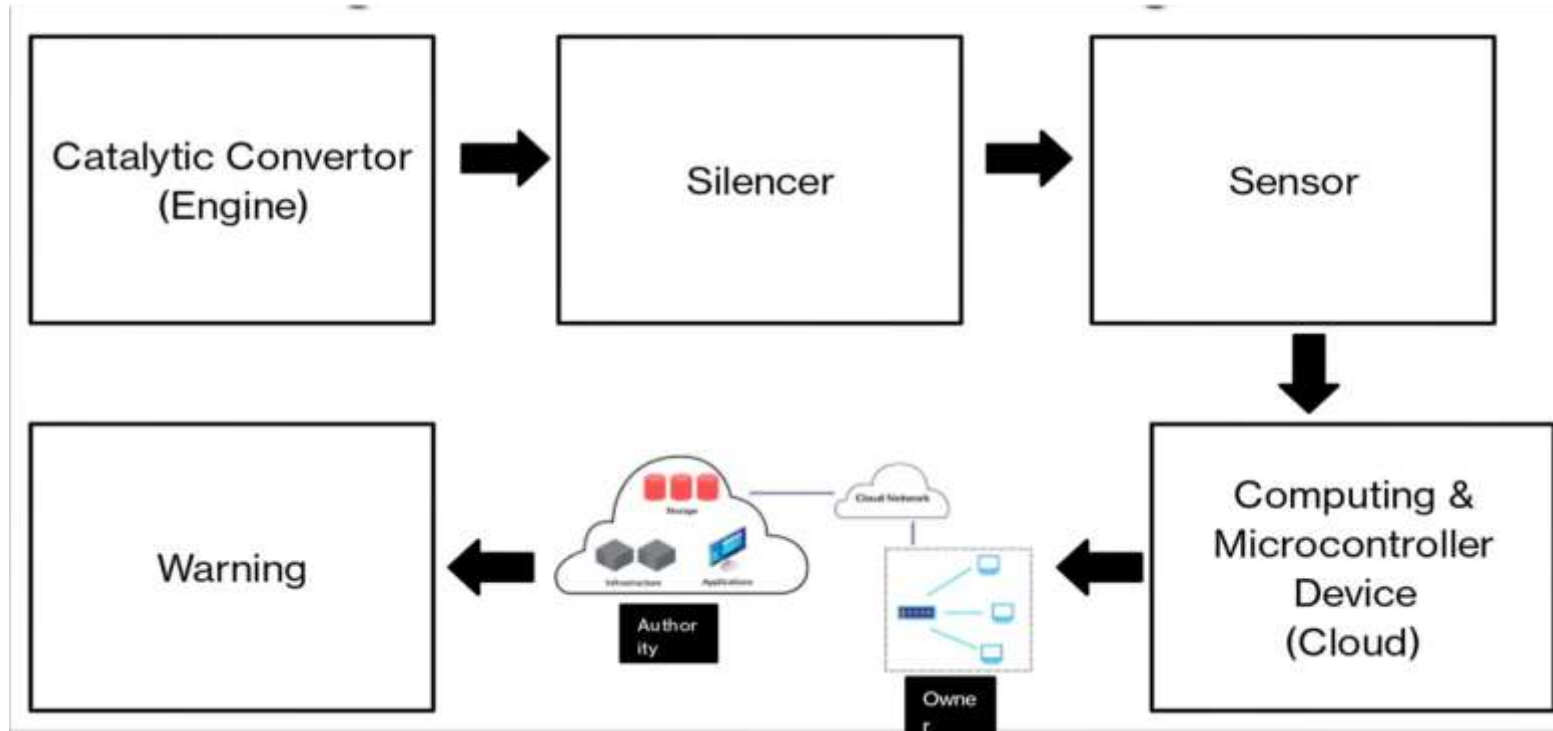 Catalytic Convertor
(Engine)
Silencer
Sensor
Warning
Storage
Infrastructure
Applications
Author
ity
Cloud Network
Owne
r
Computing &
Microcontroller
Device
(Cloud)